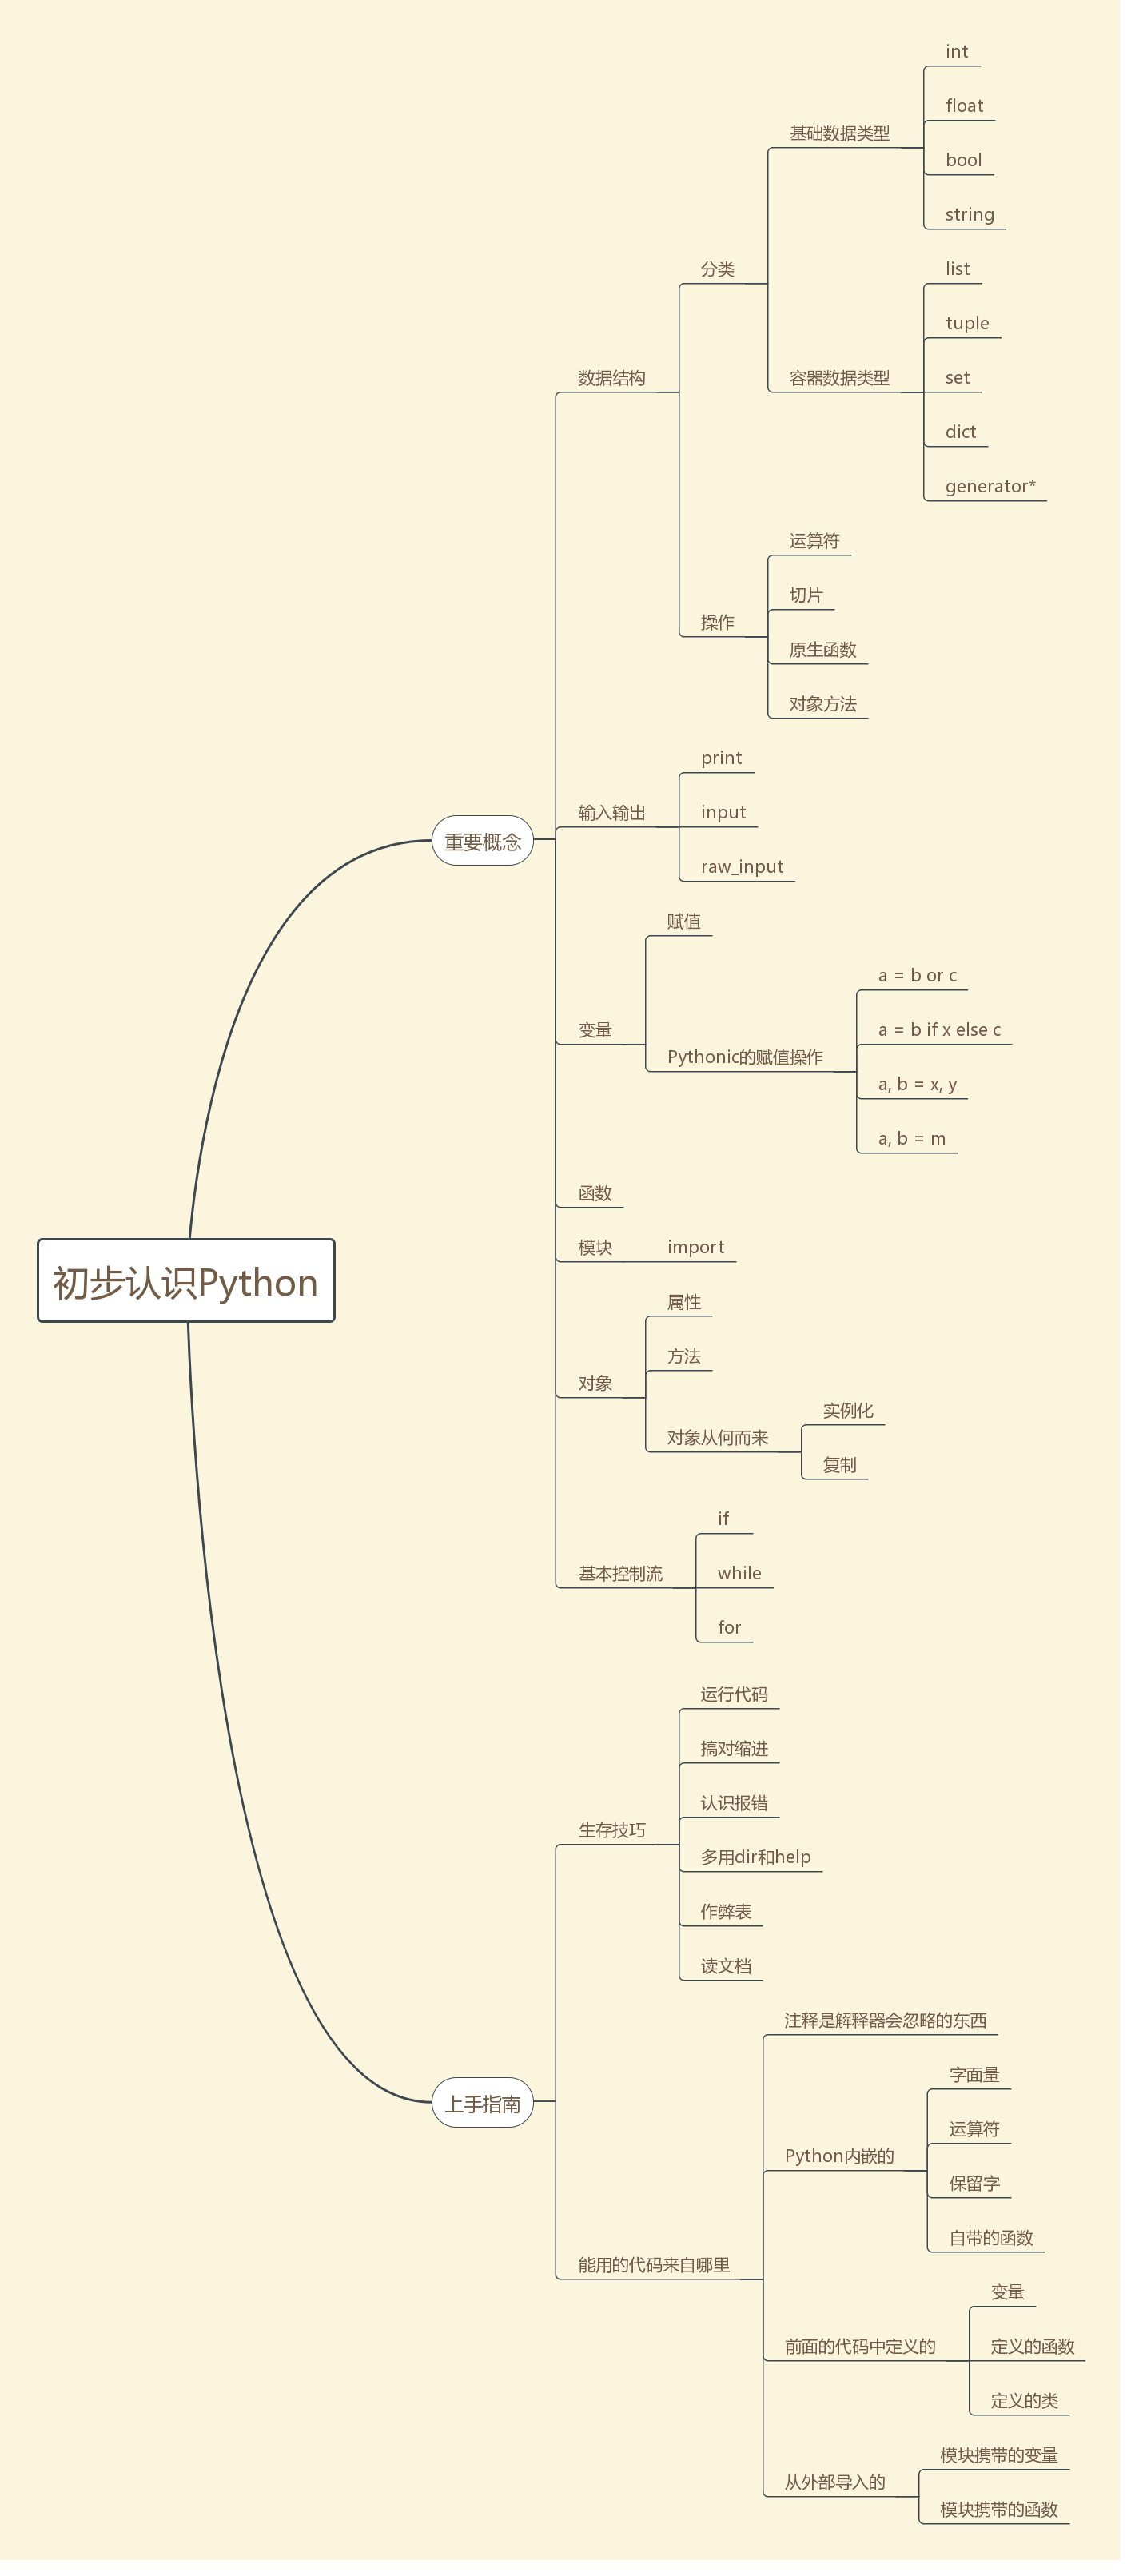 int
float
基础数据类型
bool
string
分类
list
tuple
数据结构
容器数据类型
set
dict
generator*
运算符
切片
操作
原生函数
对象方法
print
输入输出
input
重要概念
raw_input
赋值
a = b or c
变量
a = b if x else c
Pythonic的赋值操作
a, b = x, y
a, b = m
函数
模块
import
初步认识Python
属性
方法
对象
实例化
对象从何而来
复制
if
基本控制流
while
for
运行代码
搞对缩进
认识报错
生存技巧
多用dir和help
作弊表
读文档
注释是解释器会忽略的东西
字面量
上手指南
运算符
Python内嵌的
保留字
自带的函数
能用的代码来自哪里
变量
前面的代码中定义的
定义的函数
定义的类
模块携带的变量
从外部导入的
模块携带的函数